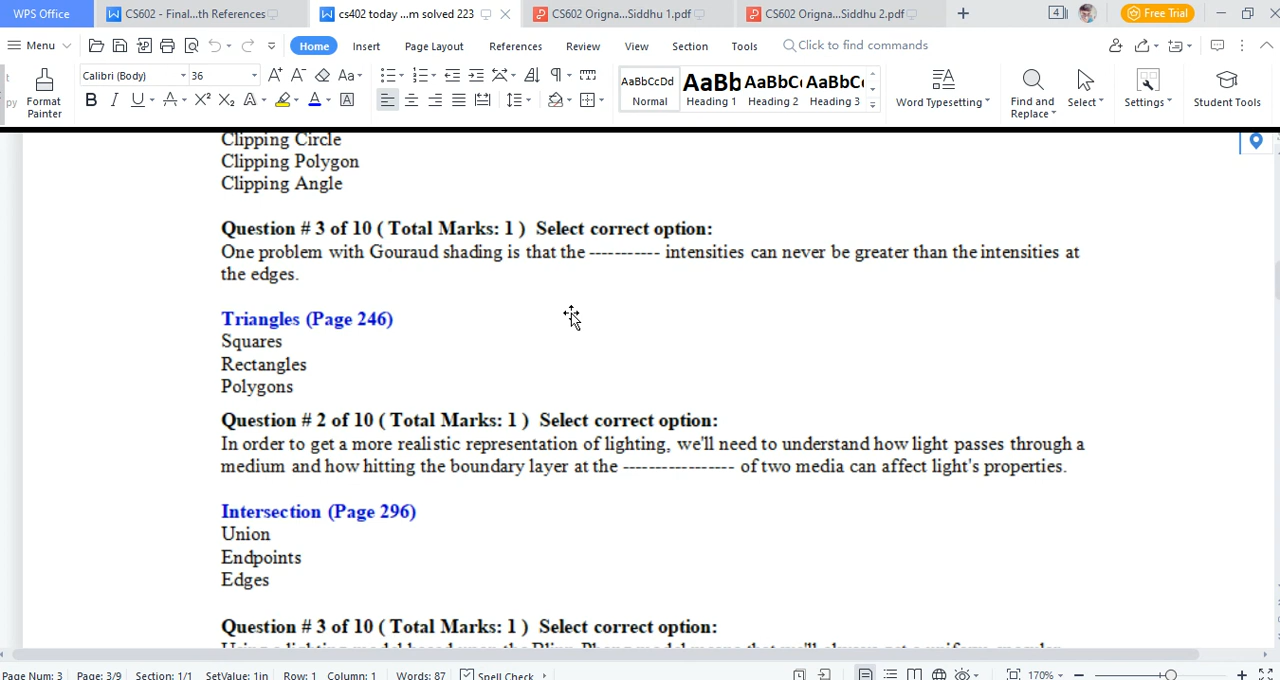 WPS Office
CS602 - Final...th References
cs402 today ...m solved 223
CS602 Origna...Siddhu 1.pdf
CS602 Orgina...Siddhu 2.pdf
4
Free Trial
Menu
Home
Insert
Page Layout
References
Review
View
Section
Tools
Click to find commands
Format
Painter
Calibri (Body)
36
AaBbCcDd
Normal
AaBb
Heading 1
AaBbC
Heading 2
AaBbC
Heading 3
Word Typesetting
Find and
Replace
Select
Settings
Student Tools
Clipping Circle
Clipping Polygon
Clipping Angle
Question # 3 of 10 ( Total Marks: 1 ) Select correct option:
One problem with Gouraud shading is that the ----------- intensities can never be greater than the intensities at
the edges.
Triangles (Page 246)
Squares
Rectangles
Polygons
Question # 2 of 10 ( Total Marks: 1 ) Select correct option:
In order to get a more realistic representation of lighting, we'll need to understand how light passes through a
medium and how hitting the boundary layer at the ----------------- of two media can affect light's properties.
Intersection (Page 296)
Union
Endpoints
Edges
Question # 3 of 10 ( Total Marks: 1 ) Select correct option:
Page Num: 3
Page: 3/9
Section: 1/1
SetValue: 1in
Row: 1
Column: 1
Words: 87
Spell Check
170%